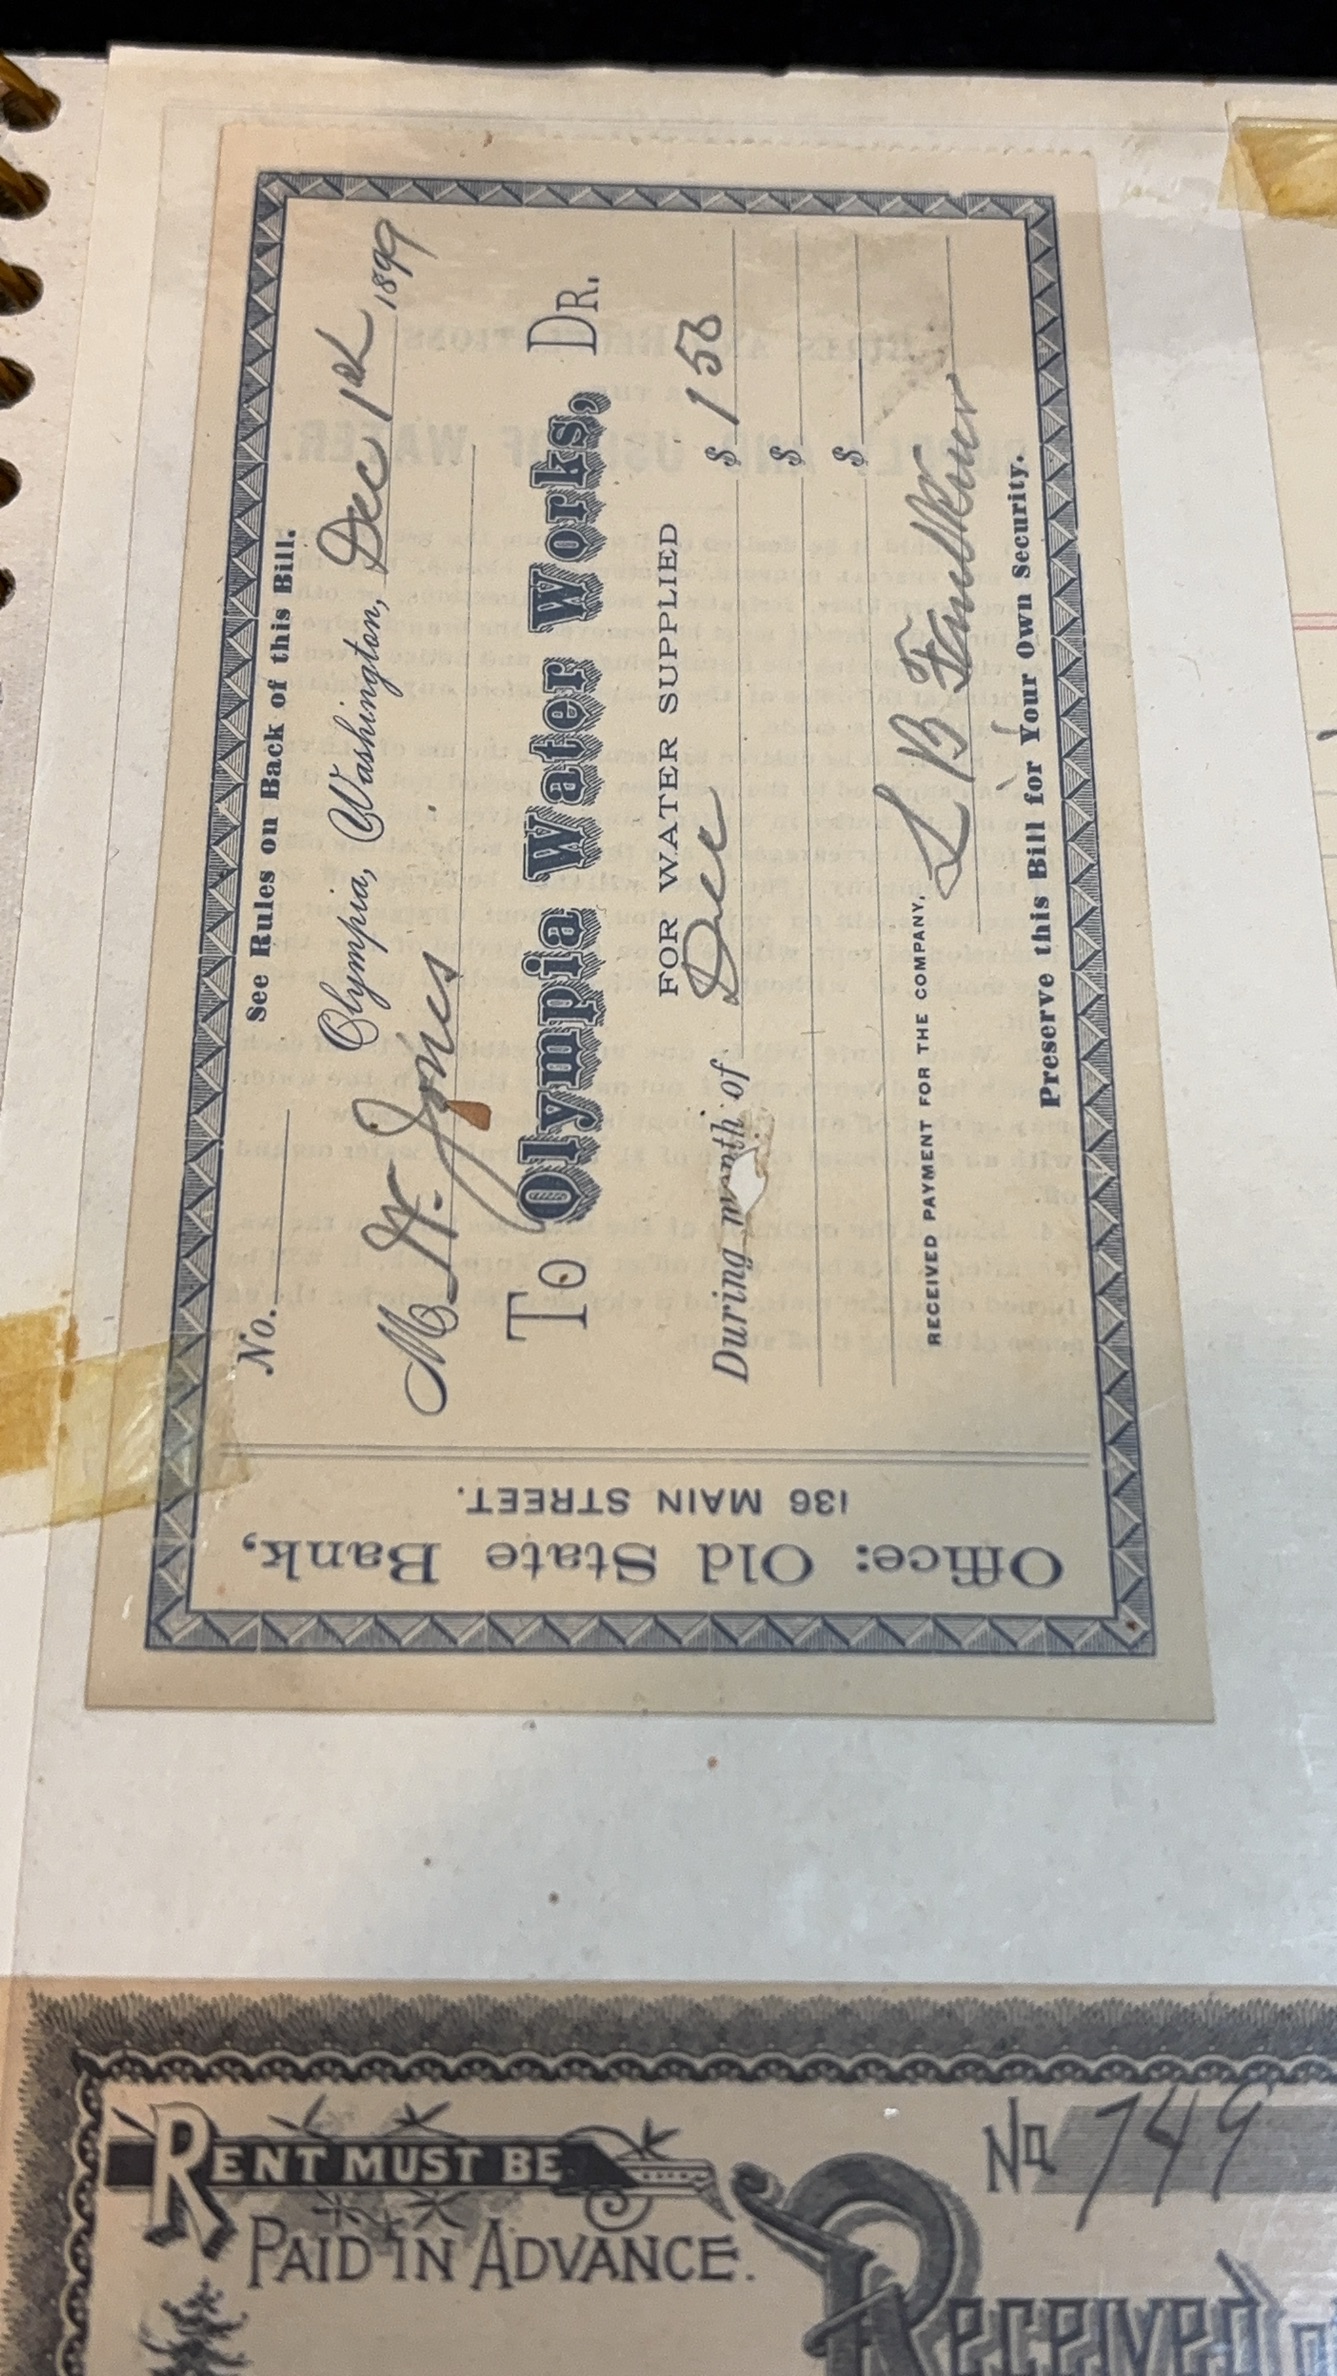 See Rules on Back of this Bill.
No.
Olympia, Washington, Dec 1st 1899
M W. Jones
To Olympia Water Works, Dr.
FOR WATER SUPPLIED
During month of Dec $ 1 50
$
$
RECEIVED PAYMENT FOR THE COMPANY,
L B Faulkner
Preserve this Bill for Your Own Security.
Office: Old State Bank,
136 MAIN STREET.
RENT MUST BE
PAID IN ADVANCE.
No 749
RECEIVED